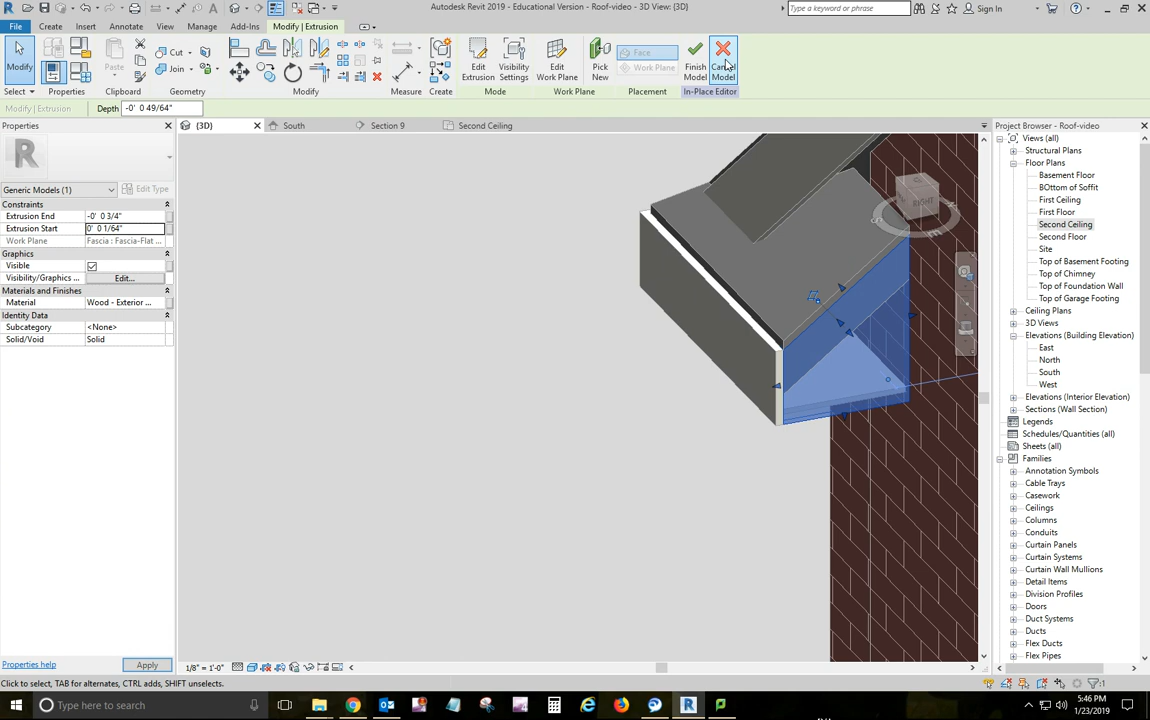 Autodesk Revit 2019 - Educational Version - Roof-video - 3D View: {3D}
Type a keyword or phrase
Sign In
File Create Insert Annotate View Manage Add-Ins Modify | Extrusion
Modify
Paste
Cut
Join
Edit Extrusion
Visibility Settings
Edit Work Plane
Pick New
Face
Work Plane
Finish Model
Cancel Model
Select Properties Clipboard Geometry Modify Measure Create Mode Work Plane Placement In-Place Editor
Modify | Extrusion Depth -0' 0 49/64"
Properties
{3D}
South
Section 9
Second Ceiling
Generic Models (1)
Edit Type
Constraints
Extrusion End -0' 0 3/4"
Extrusion Start 0' 0 1/64"
Work Plane Fascia : Fascia-Flat ...
Graphics
Visible
Visibility/Graphics ... Edit...
Materials and Finishes
Material Wood - Exterior ...
Identity Data
Subcategory <None>
Solid/Void Solid
Properties help
Apply
RIGHT
Project Browser - Roof-video
Views (all)
Structural Plans
Floor Plans
Basement Floor
BOttom of Soffit
First Ceiling
First Floor
Second Ceiling
Second Floor
Site
Top of Basement Footing
Top of Chimney
Top of Foundation Wall
Top of Garage Footing
Ceiling Plans
3D Views
Elevations (Building Elevation)
East
North
South
West
Elevations (Interior Elevation)
Sections (Wall Section)
Legends
Schedules/Quantities (all)
Sheets (all)
Families
Annotation Symbols
Cable Trays
Casework
Ceilings
Columns
Conduits
Curtain Panels
Curtain Systems
Curtain Wall Mullions
Detail Items
Division Profiles
Doors
Duct Systems
Ducts
Flex Ducts
Flex Pipes
1/8" = 1'-0"
Click to select, TAB for alternates, CTRL adds, SHIFT unselects.
:1
Type here to search
5:46 PM
1/23/2019